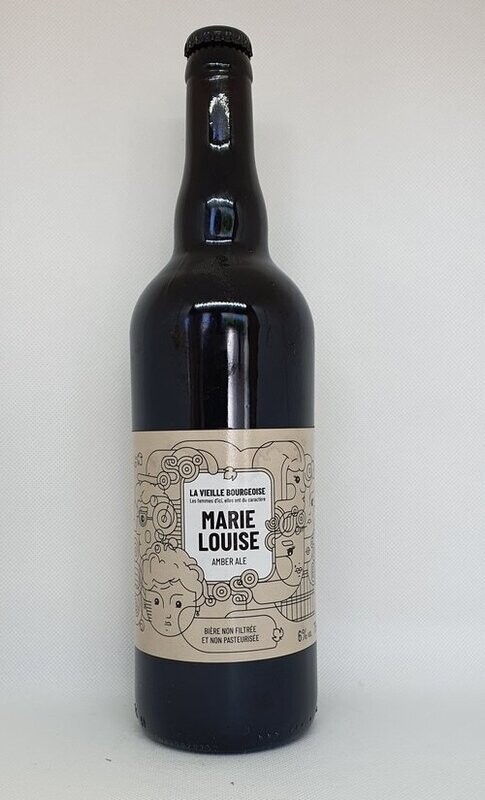 LA VIEILLE BOURGEOISE
Les femmes d'ici, elles ont du caractère
MARIE
LOUISE
AMBER ALE
BIÈRE NON FILTRÉE
ET NON PASTEURISÉE
6%